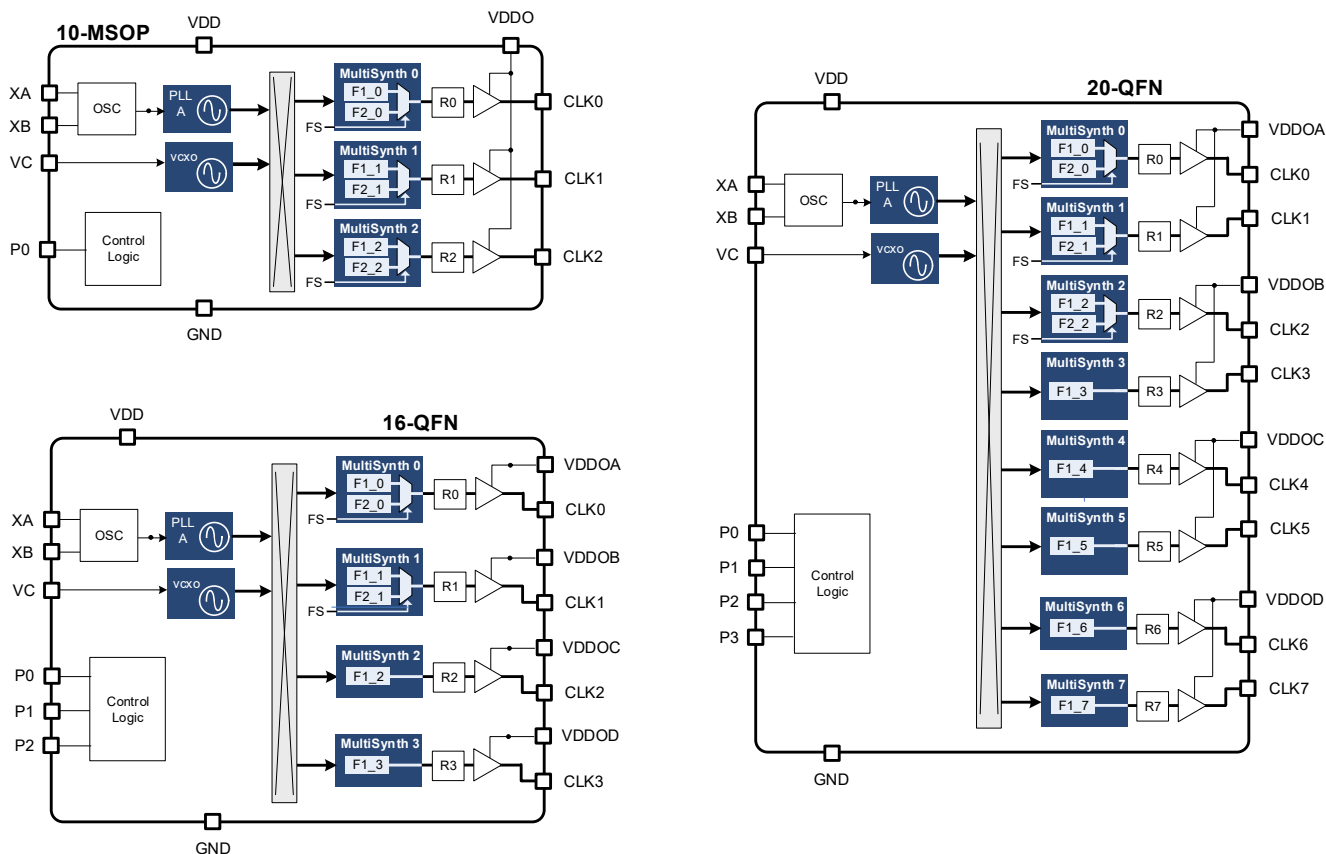 10-MSOP
VDD
VDDO
XA
XB
VC
P0
OSC
PLL
A
VCXO
Control
Logic
MultiSynth 0
F1_0
F2_0
FS
R0
CLK0
MultiSynth 1
F1_1
F2_1
FS
R1
CLK1
MultiSynth 2
F1_2
F2_2
FS
R2
CLK2
GND
16-QFN
VDD
XA
XB
VC
P0
P1
P2
OSC
PLL
A
VCXO
Control
Logic
MultiSynth 0
F1_0
F2_0
FS
R0
VDDOA
CLK0
MultiSynth 1
F1_1
F2_1
FS
R1
VDDOB
CLK1
MultiSynth 2
F1_2
R2
VDDOC
CLK2
MultiSynth 3
F1_3
R3
VDDOD
CLK3
GND
20-QFN
VDD
XA
XB
VC
OSC
PLL
A
VCXO
P0
P1
P2
P3
Control
Logic
MultiSynth 0
F1_0
F2_0
FS
R0
VDDOA
CLK0
MultiSynth 1
F1_1
F2_1
FS
R1
CLK1
MultiSynth 2
F1_2
F2_2
FS
R2
VDDOB
CLK2
MultiSynth 3
F1_3
R3
CLK3
MultiSynth 4
F1_4
R4
VDDOC
CLK4
MultiSynth 5
F1_5
R5
CLK5
MultiSynth 6
F1_6
R6
VDDOD
CLK6
MultiSynth 7
F1_7
R7
CLK7
GND